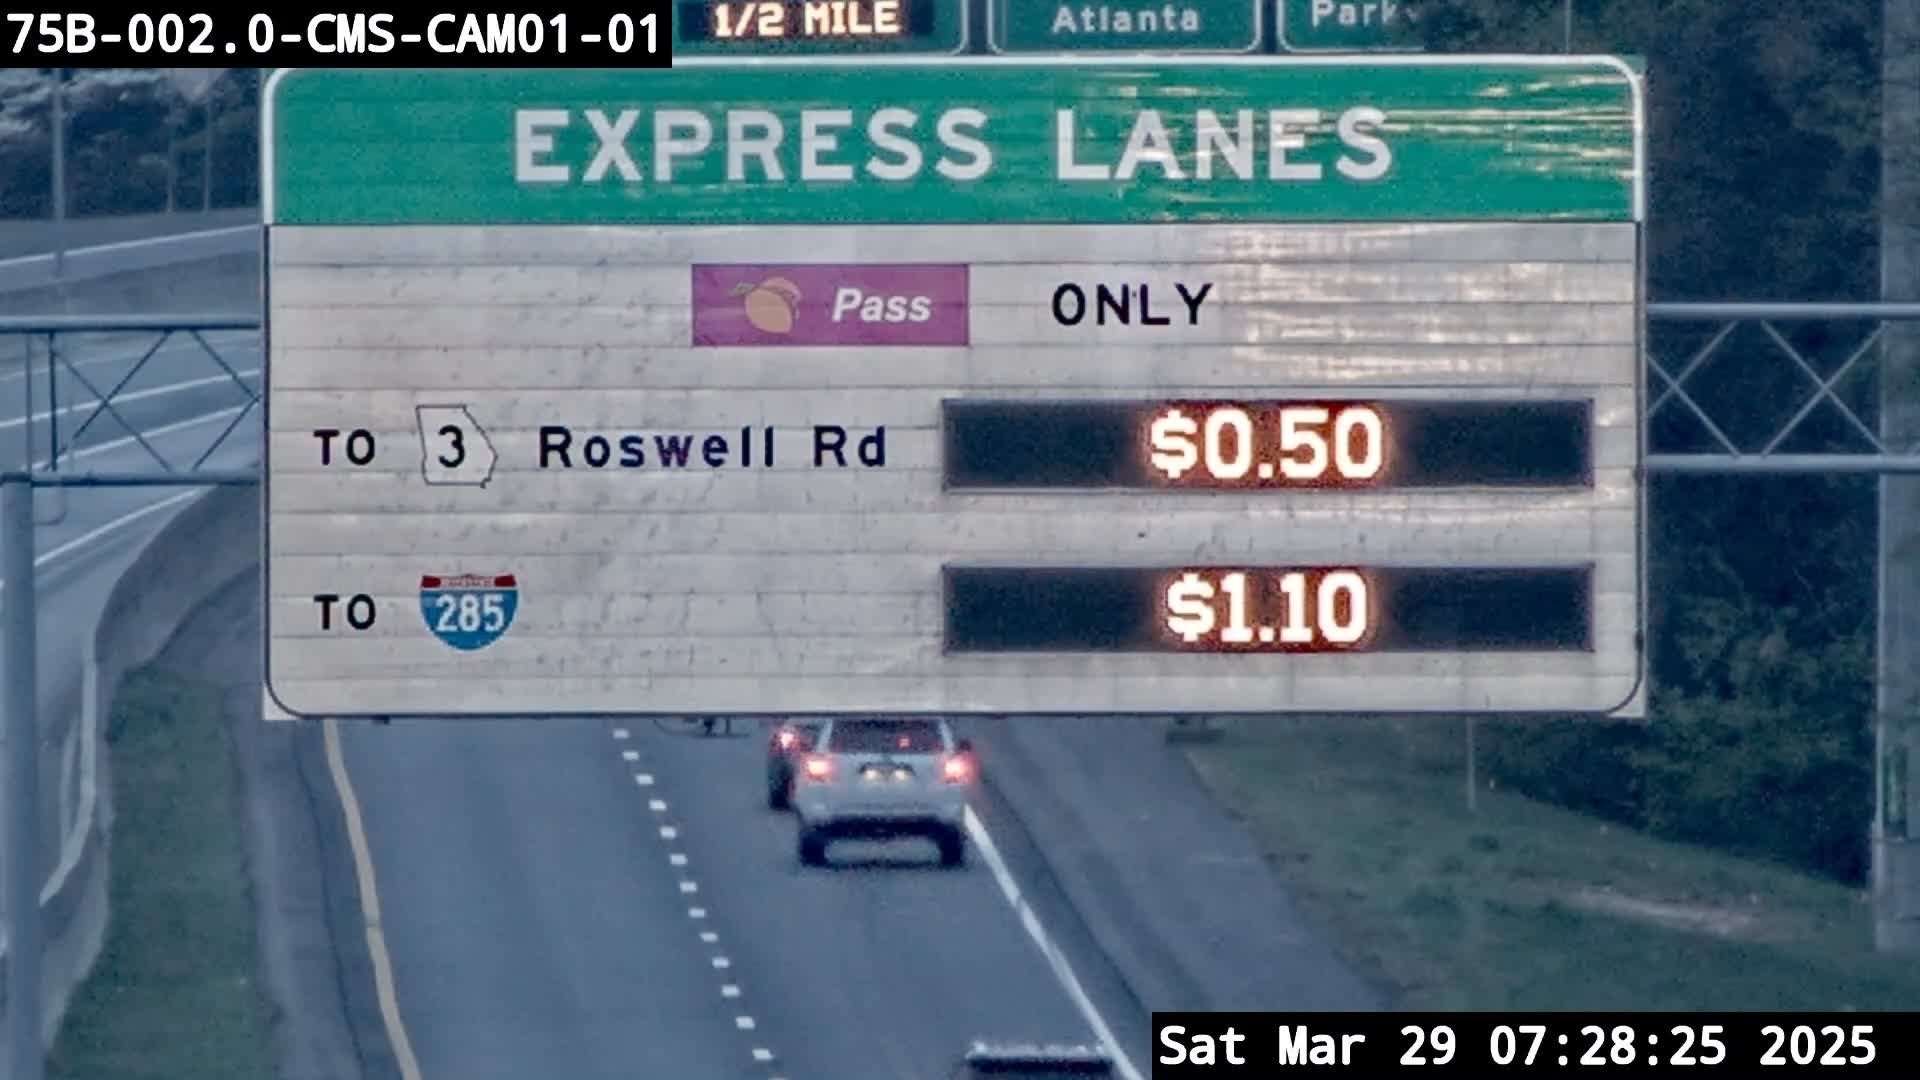 75B-002.0-CMS-CAM01-01
1/2 MILE
Atlanta
Park
EXPRESS LANES
Pass ONLY
TO 3 Roswell Rd $0.50
TO 285 $1.10
Sat Mar 29 07:28:25 2025